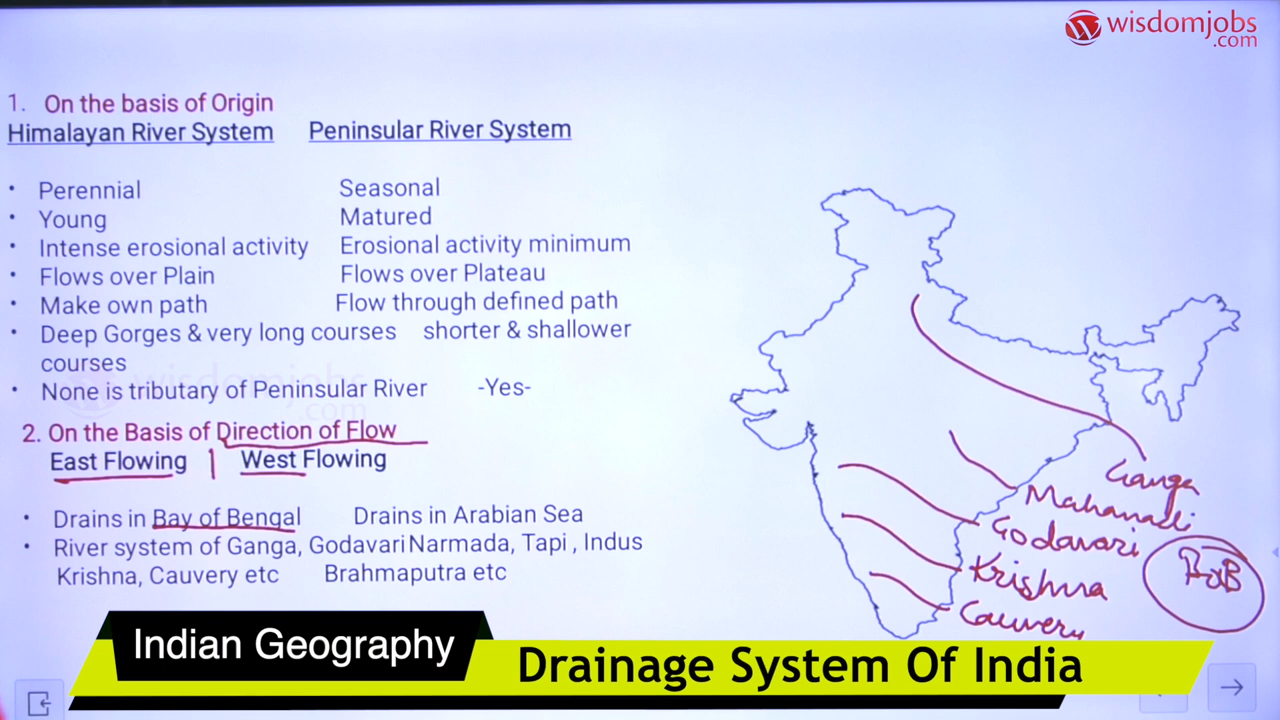 wisdomjobs
.com
1. On the basis of Origin
Himalayan River System Peninsular River System
• Perennial Seasonal
• Young Matured
• Intense erosional activity Erosional activity minimum
• Flows over Plain Flows over Plateau
• Make own path Flow through defined path
• Deep Gorges & very long courses shorter & shallower
courses
• None is tributary of Peninsular River -Yes-
wisdomjobs
.com
2. On the Basis of Direction of Flow
East Flowing | West Flowing
• Drains in Bay of Bengal Drains in Arabian Sea
• River system of Ganga, Godavari Narmada, Tapi , Indus
Krishna, Cauvery etc Brahmaputra etc
Ganga
Mahanadi
Godavari
Krishna
Cauvery
BoB
Indian Geography
Drainage System Of India